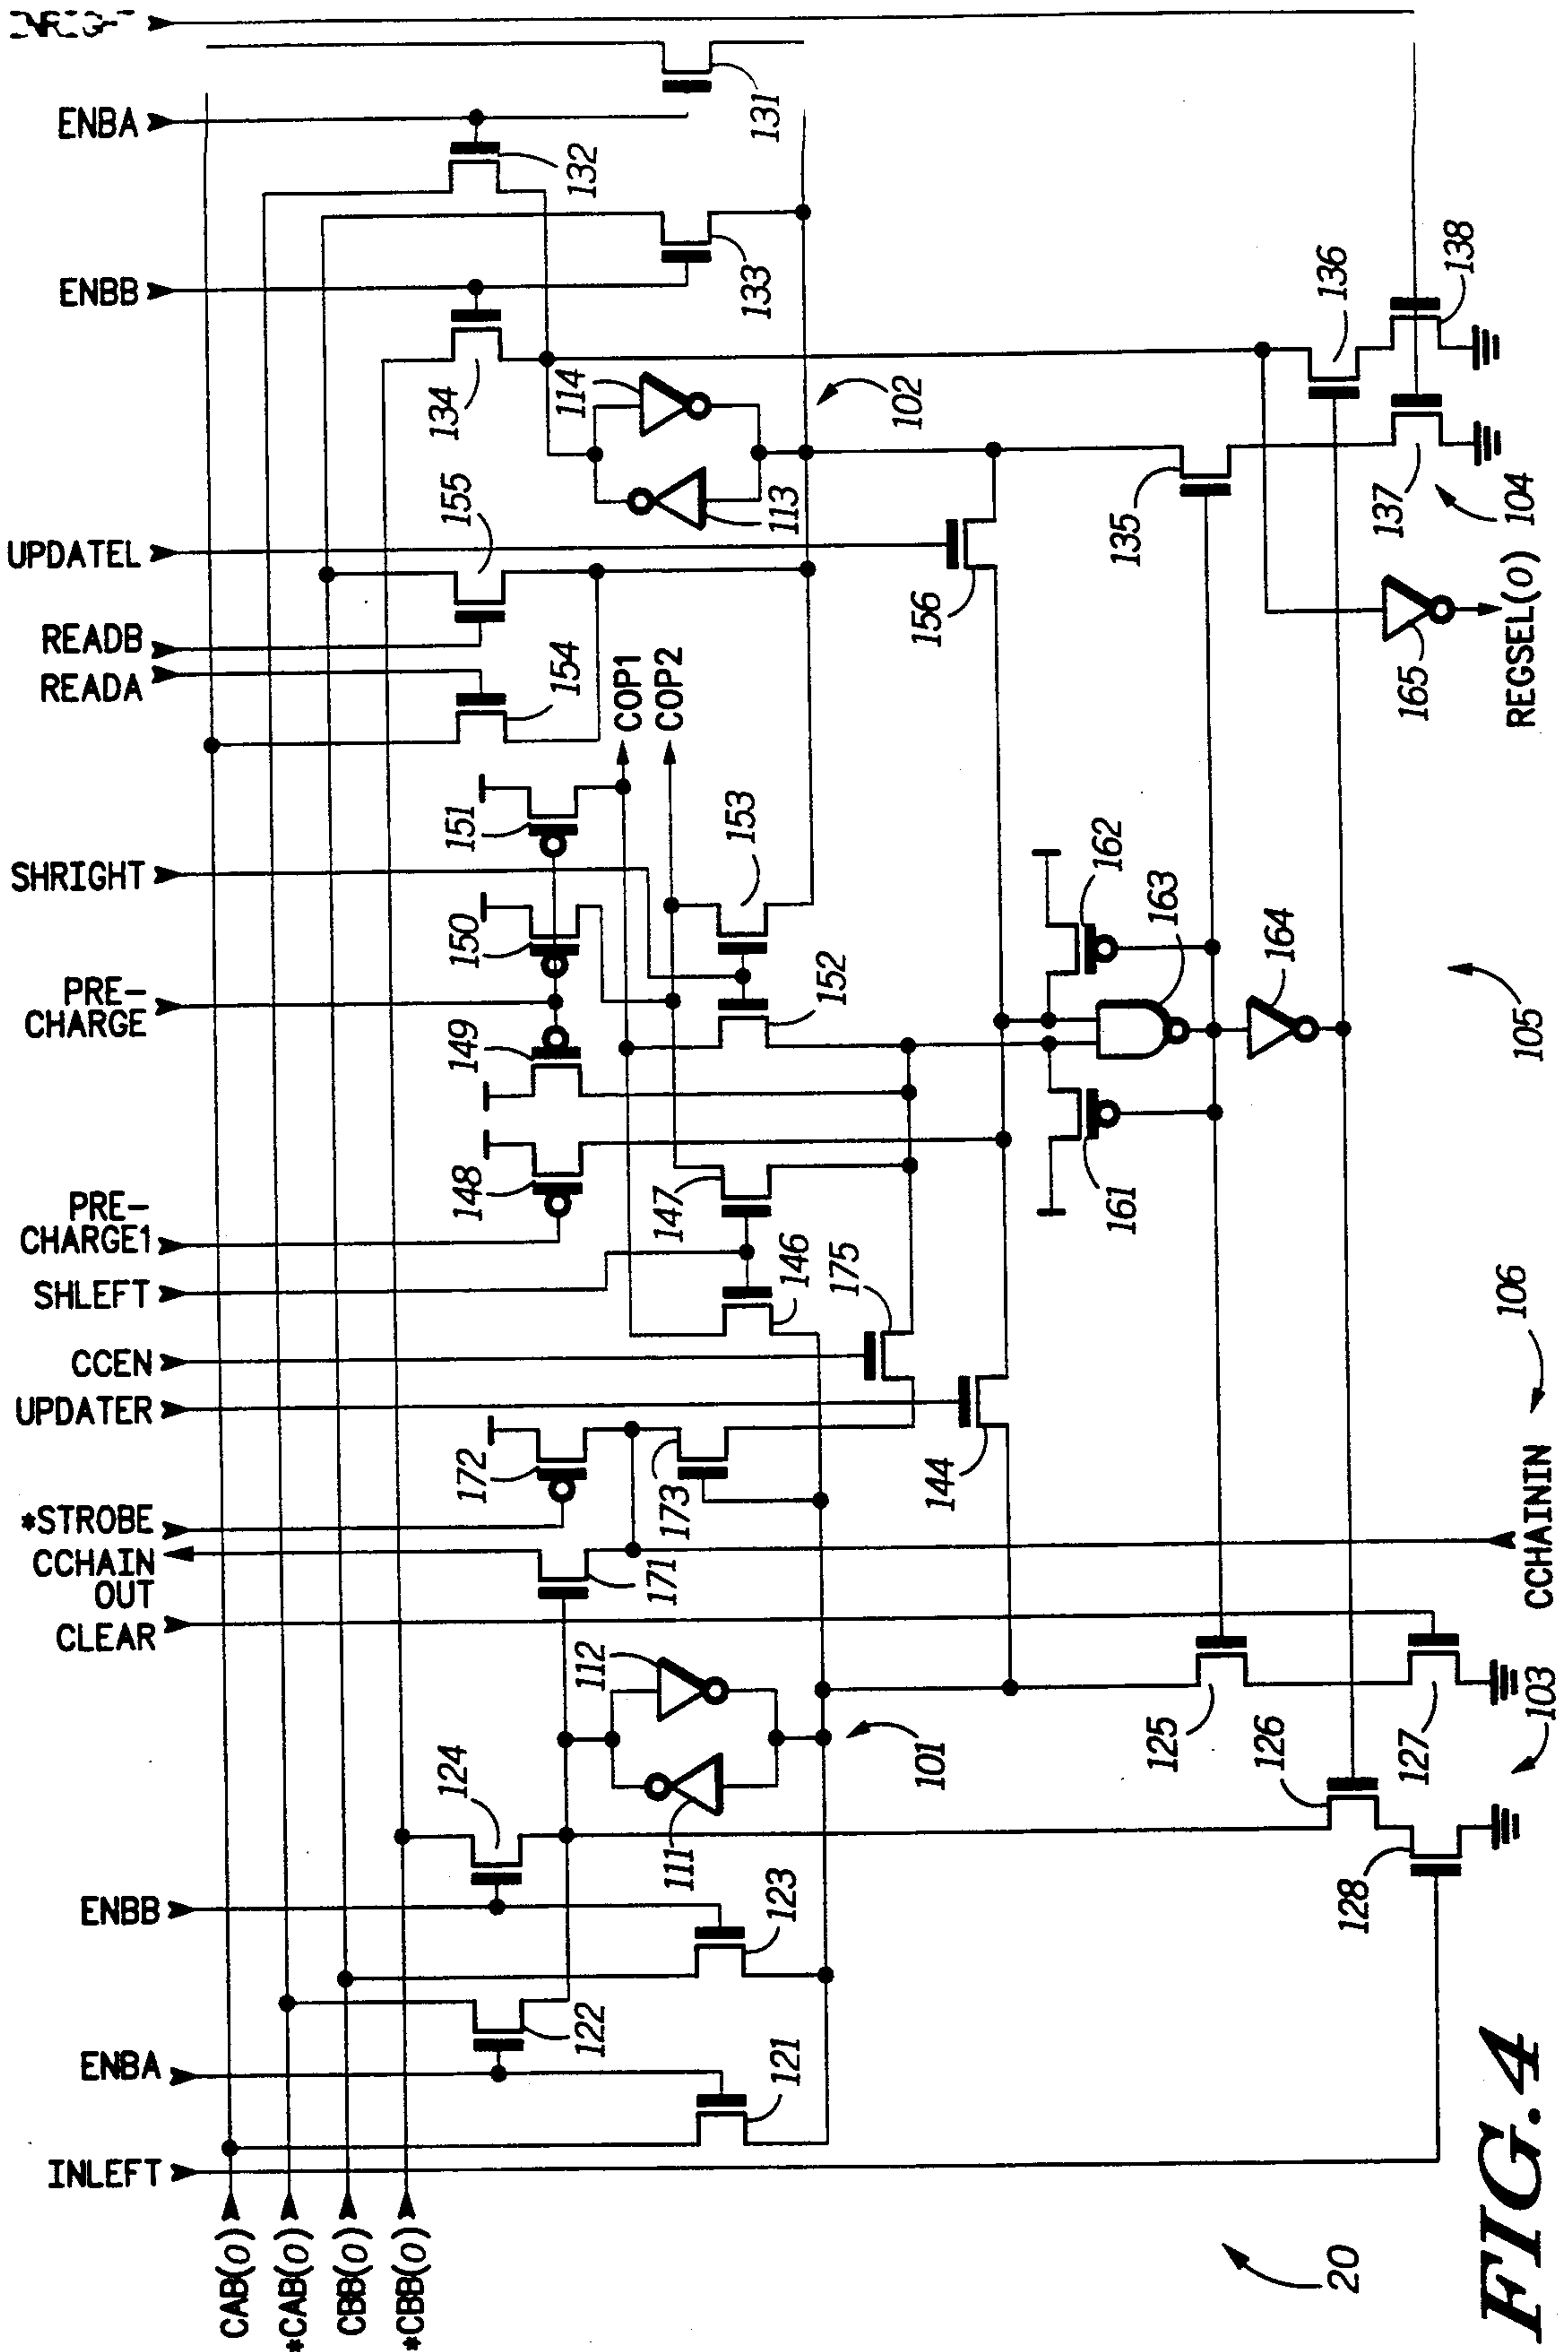 INRIGHT
ENBA
131
132
ENBB
133
134
136
138
114
102
113
155
UPDATEL
135
137
104
READB
READA
154
156
165
REGSEL(0)
COP1
COP2
151
SHRIGHT
153
162
163
150
PRE-
CHARGE
152
164
149
105
148
PRE-
CHARGE1
147
161
SHLEFT
146
175
106
CCEN
UPDATER
172
173
144
*STROBE
CCHAIN
OUT
171
CCHAININ
CLEAR
112
125
126
127
103
124
101
111
ENBB
123
128
122
ENBA
121
INLEFT
CAB(0)
*CAB(0)
CBB(0)
*CBB(0)
20
FIG.4